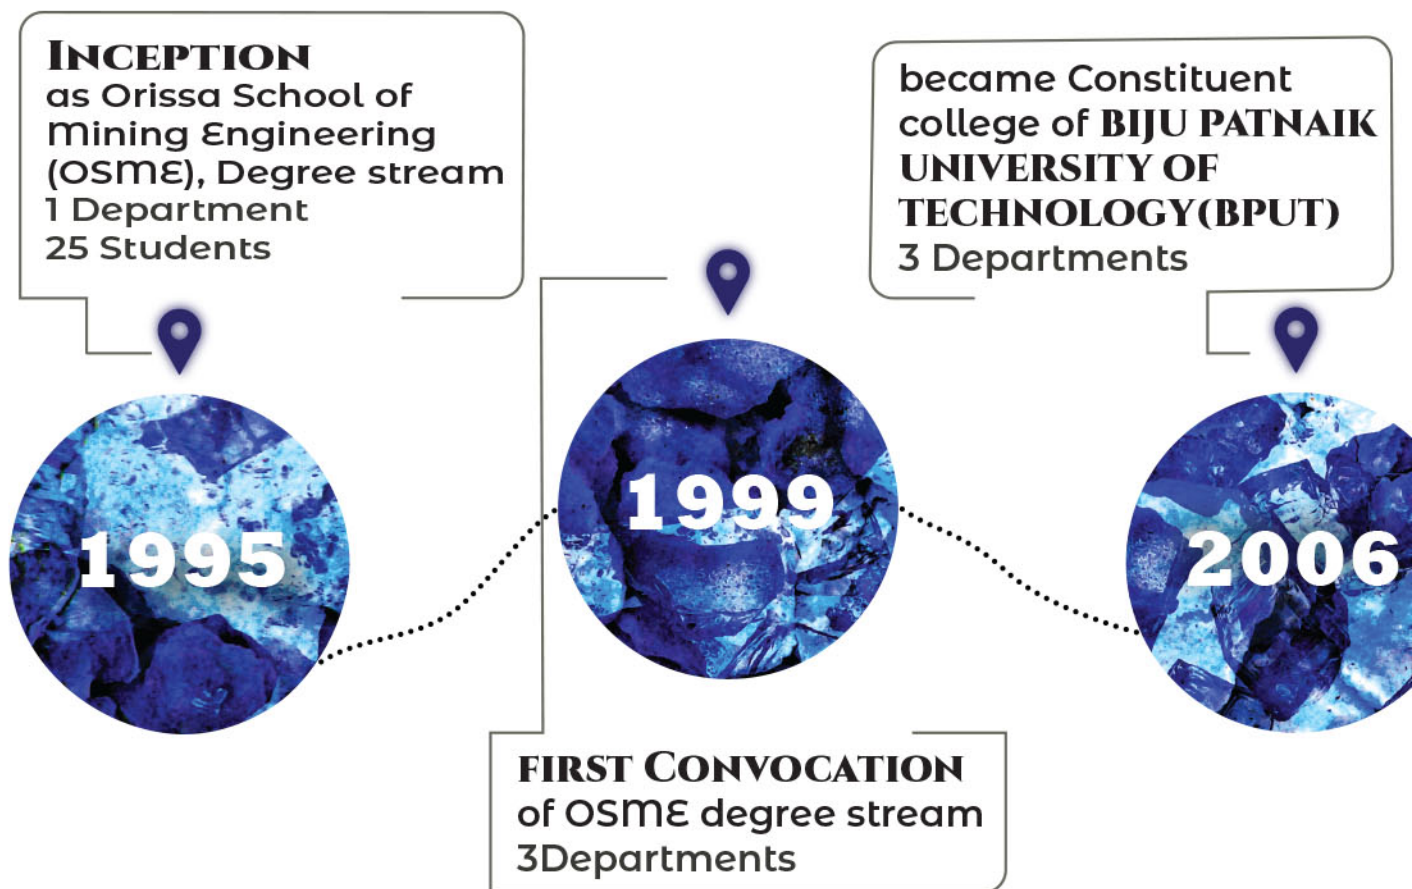 INCEPTION
as Orissa School of
Mining Engineering
(OSME), Degree stream
1 Department
25 Students
1995
FIRST CONVOCATION
of OSME degree stream
3Departments
1999
became Constituent
college of BIJU PATNAIK
UNIVERSITY OF
TECHNOLOGY(BPUT)
3 Departments
2006